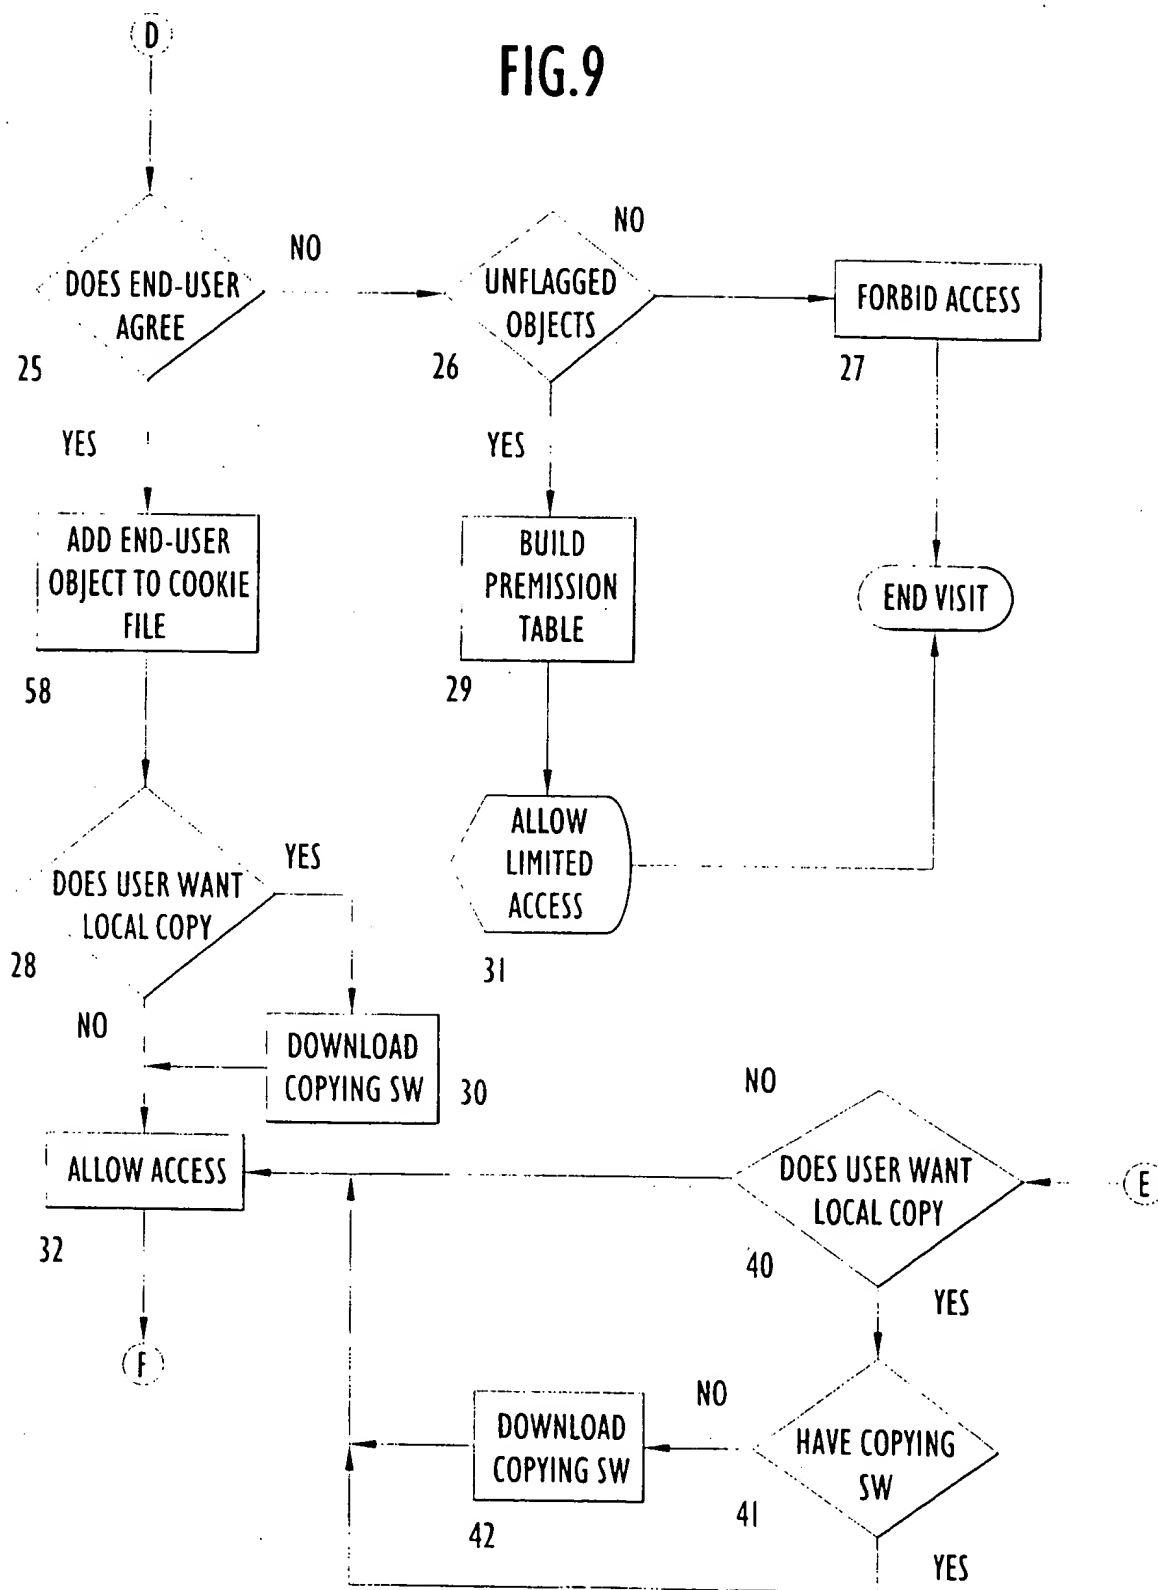 D
FIG.9
NO
NO
DOES END-USER
AGREE
UNFLAGGED
OBJECTS
FORBID ACCESS
25
26
27
YES
YES
ADD END-USER
OBJECT TO COOKIE
FILE
BUILD
PREMISSION
TABLE
END VISIT
58
29
ALLOW
LIMITED
ACCESS
YES
DOES USER WANT
LOCAL COPY
28
31
NO
DOWNLOAD
COPYING SW
30
NO
ALLOW ACCESS
DOES USER WANT
LOCAL COPY
E
32
40
YES
F
NO
DOWNLOAD
COPYING SW
HAVE COPYING
SW
41
42
YES